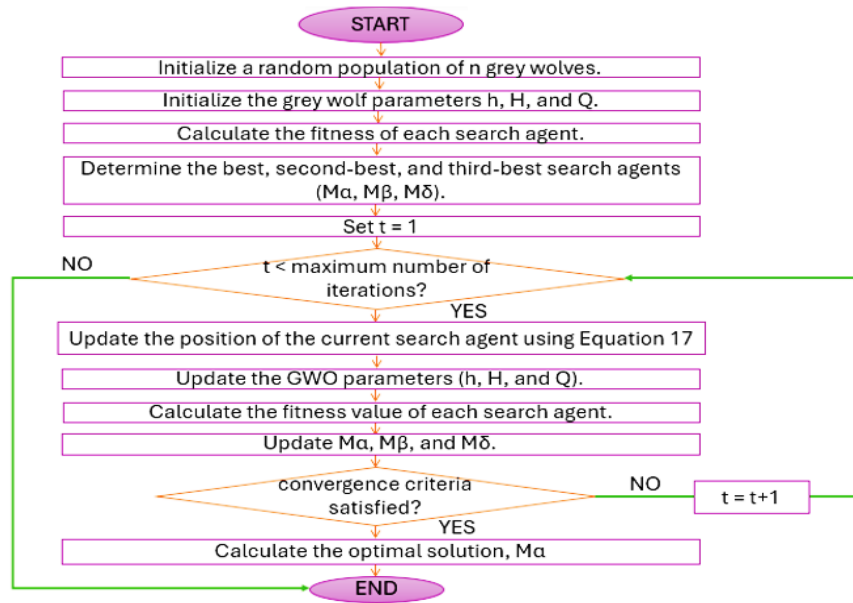 START
Initialize a random population of n grey wolves.
Initialize the grey wolf parameters h, H, and Q.
Calculate the fitness of each search agent.
Determine the best, second-best, and third-best search agents
(Mα, Mβ, Mδ).
Set t = 1
NO
t < maximum number of
iterations?
YES
Update the position of the current search agent using Equation 17
Update the GWO parameters (h, H, and Q).
Calculate the fitness value of each search agent.
Update Mα, Mβ, and Mδ.
convergence criteria
satisfied?
NO
t = t+1
YES
Calculate the optimal solution, Mα
END